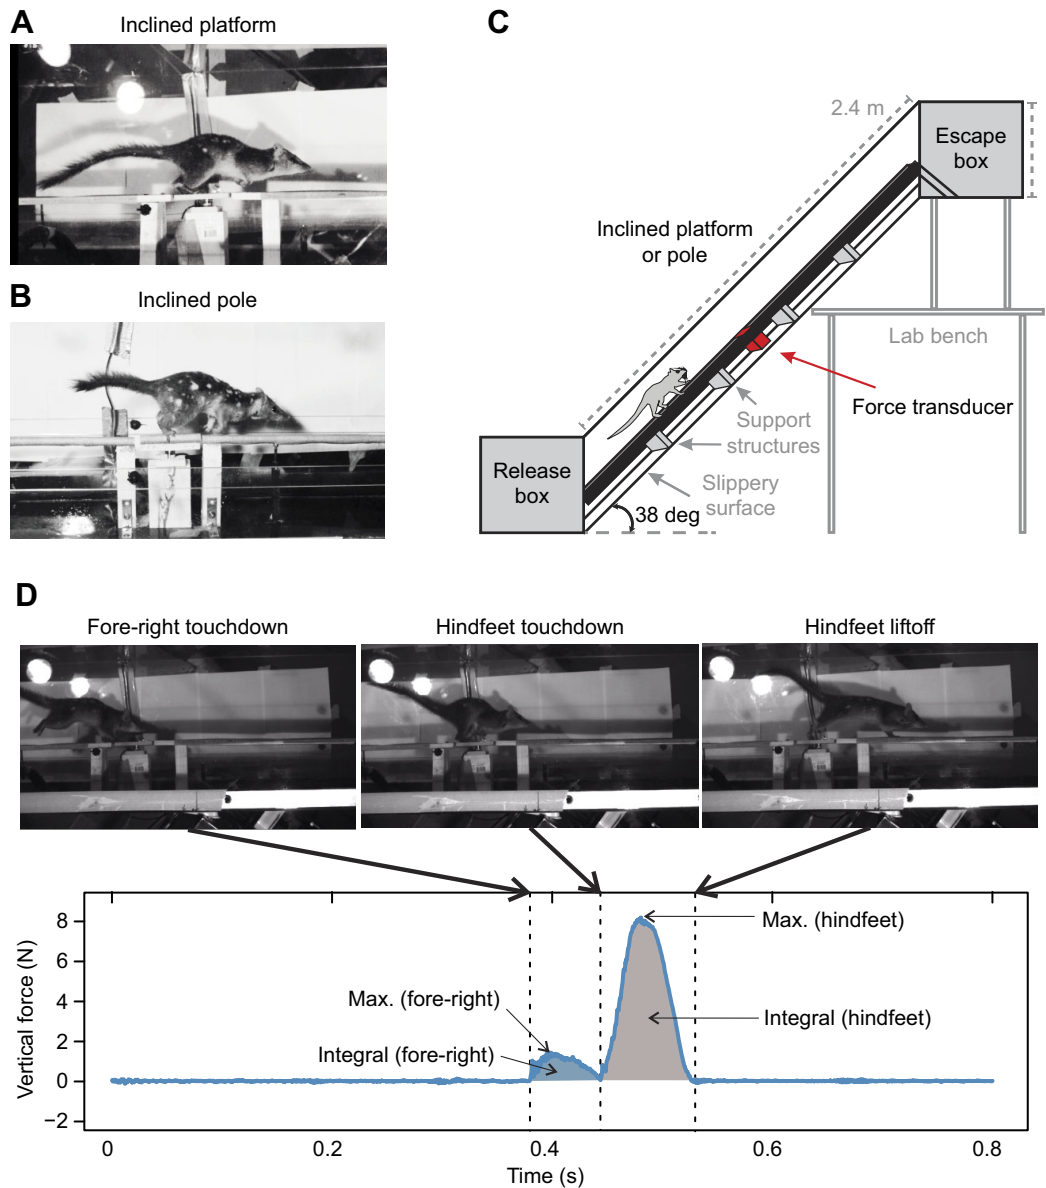 A
Inclined platform
B
Inclined pole
C
2.4 m
Escape
box
Inclined platform
or pole
Lab bench
Force transducer
Support
structures
Release
box
Slippery
surface
38 deg
D
Fore-right touchdown
Hindfeet touchdown
Hindfeet liftoff
Vertical force (N)
8
6
4
2
0
−2
Max. (hindfeet)
Max. (fore-right)
Integral (hindfeet)
Integral (fore-right)
0
0.2
0.4
0.6
0.8
Time (s)